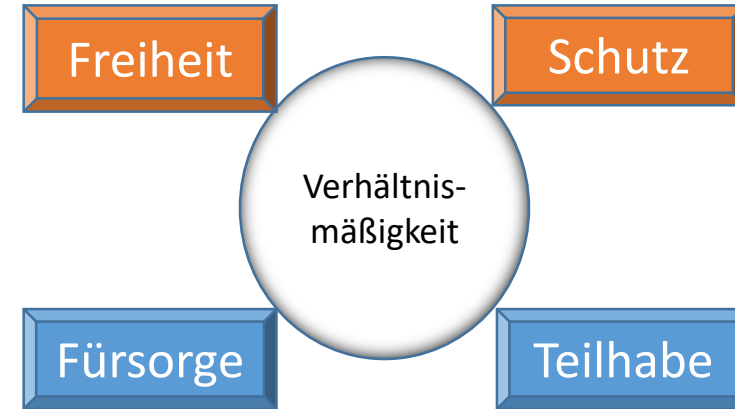 Freiheit
Schutz
Verhältnis-
mäßigkeit
Fürsorge
Teilhabe